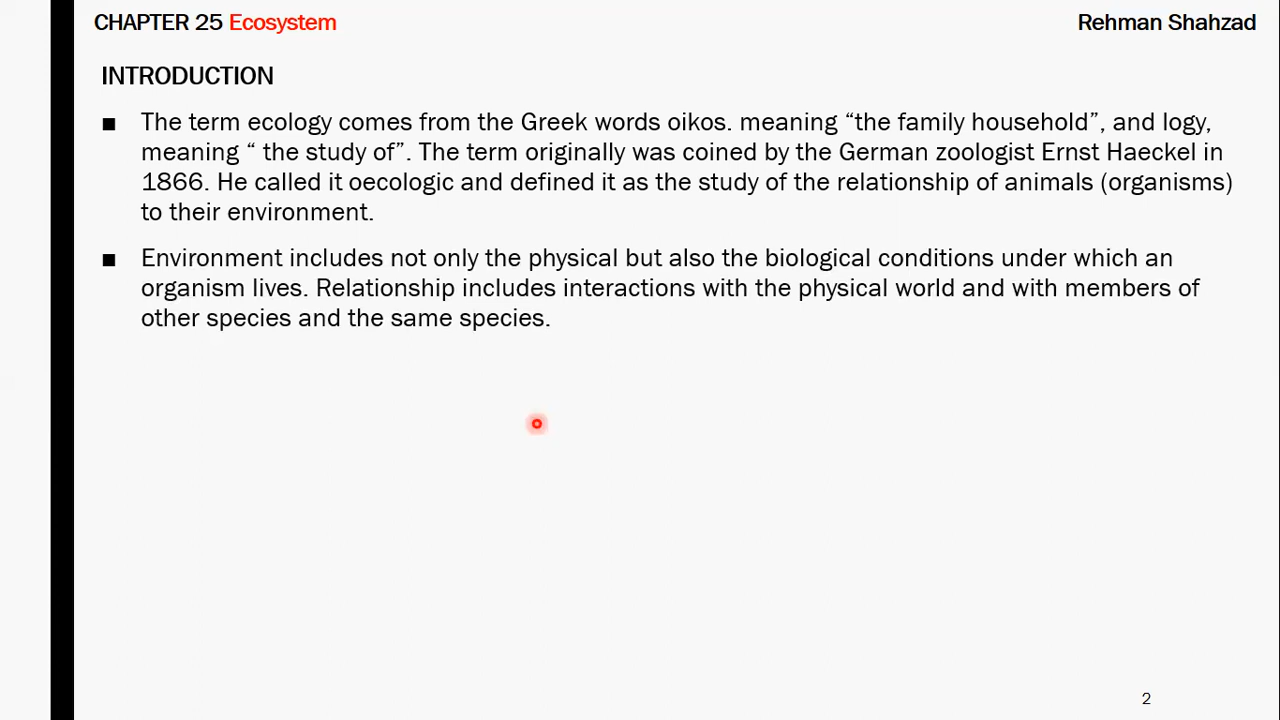 CHAPTER 25 Ecosystem
Rehman Shahzad
INTRODUCTION
■ The term ecology comes from the Greek words oikos. meaning “the family household”, and logy,
meaning “ the study of”. The term originally was coined by the German zoologist Ernst Haeckel in
1866. He called it oecologic and defined it as the study of the relationship of animals (organisms)
to their environment.
■ Environment includes not only the physical but also the biological conditions under which an
organism lives. Relationship includes interactions with the physical world and with members of
other species and the same species.
2